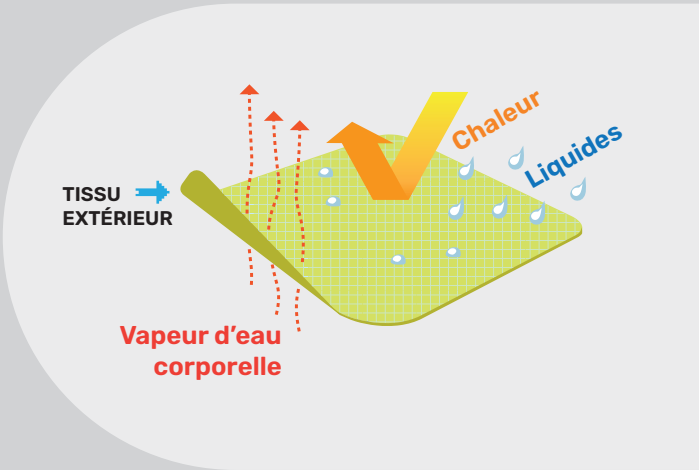 Chaleur
Liquides
TISSU
EXTÉRIEUR
Vapeur d'eau
corporelle